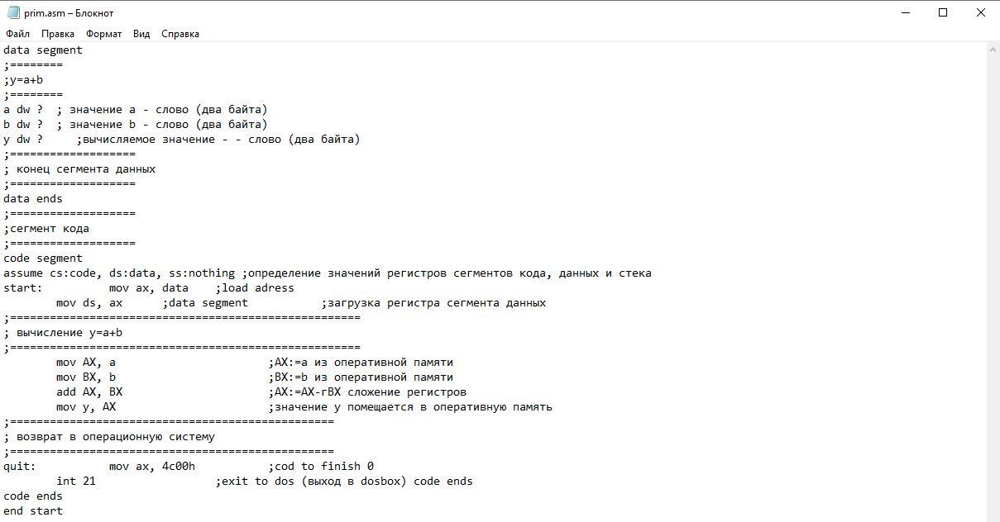 prim.asm – Блокнот
Файл Правка Формат Вид Справка
data segment
;========
;y=a+b
;========
a dw ?  ; значение a - слово (два байта)
b dw ?  ; значение b - слово (два байта)
y dw ?     ;вычисляемое значение - - слово (два байта)
;===================
; конец сегмента данных
;===================
data ends
;===================
;сегмент кода
;===================
code segment
assume cs:code, ds:data, ss:nothing ;определение значений регистров сегментов кода, данных и стека
start:          mov ax, data    ;load adress
        mov ds, ax      ;data segment           ;загрузка регистра сегмента данных
;=====================================================
; вычисление y=a+b
;=====================================================
        mov AX, a                       ;AX:=a из оперативной памяти
        mov BX, b                       ;BX:=b из оперативной памяти
        add AX, BX                      ;AX:=AX-гBX сложение регистров
        mov y, AX                       ;значение y помещается в оперативную память
;=================================================
; возврат в операционную систему
;=================================================
quit:           mov ax, 4c00h           ;cod to finish 0
        int 21                  ;exit to dos (выход в dosbox) code ends
code ends
end start